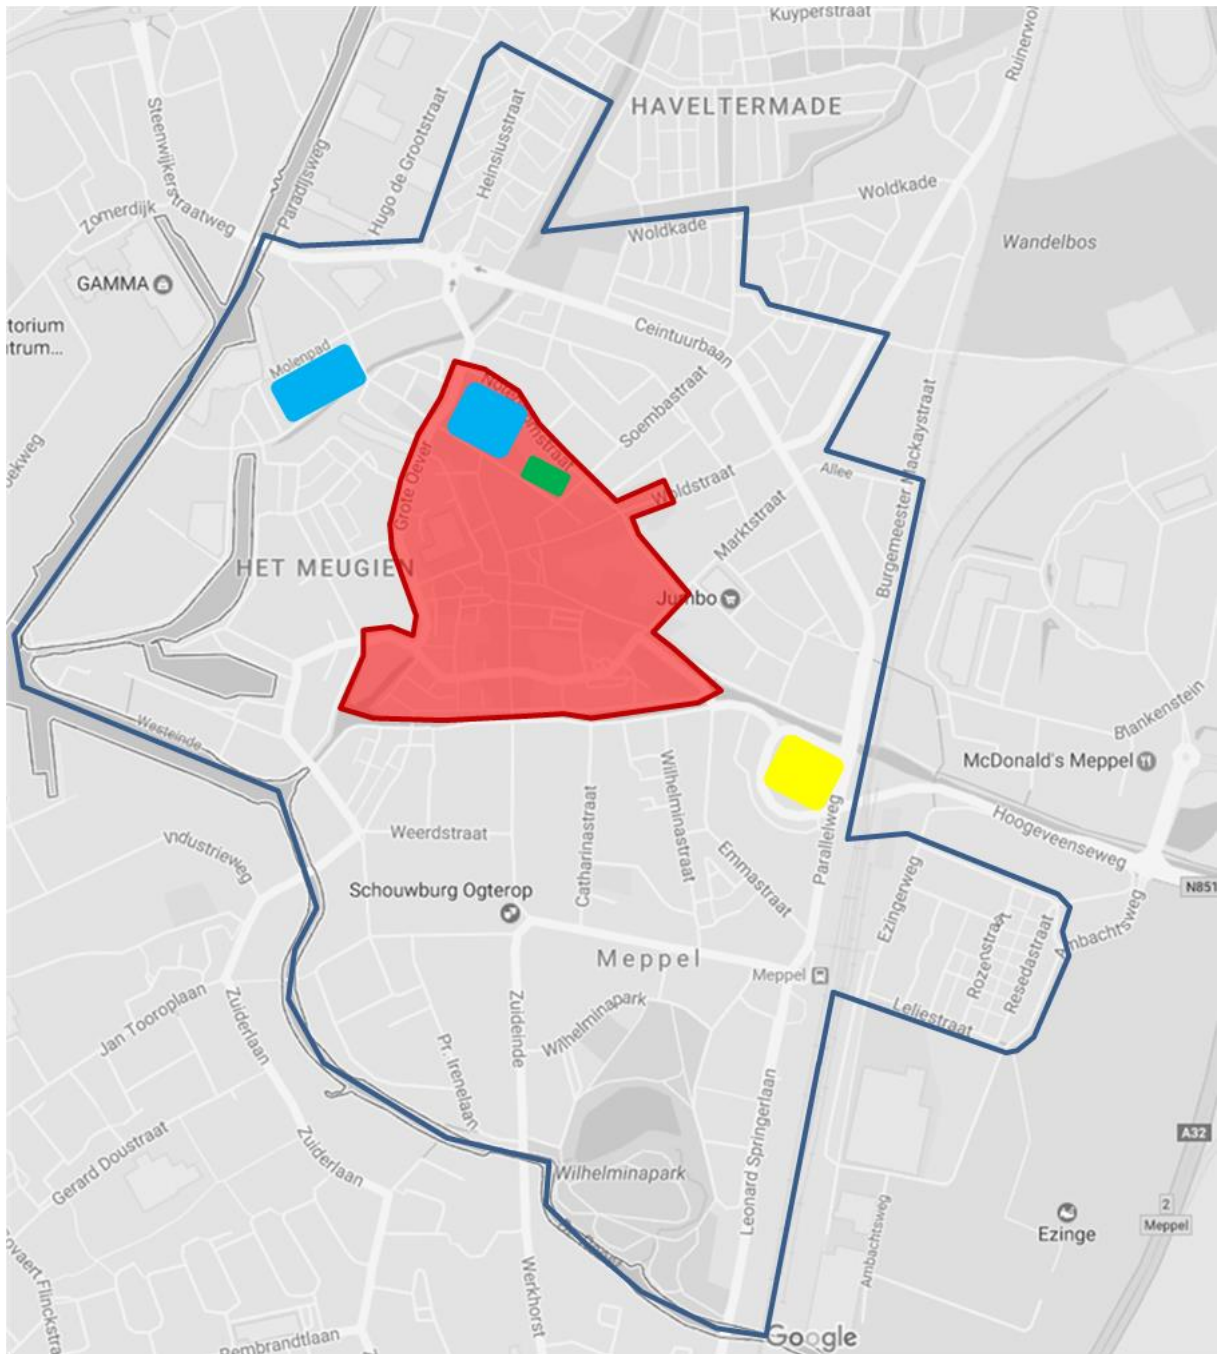 Kuyperstraat
Ruinerwo
HAVELTERMADE
Steenwijkerstraatweg
Paradijsweg
Hugo de Grootstraat
Heinsiusstraat
Woldkade
Zomerdijk
Woldkade
Wandelbos
GAMMA
torium
ntrum...
Ceintuurbaan
Molenpad
Soembastraat
Burgemeester Mackaystraat
Grote Oever
Allee
Woldstraat
Marktstraat
HET MEUGIEN
Jumbo
Westeinde
Blankenstein
McDonald's Meppel
Wilhelminastraat
Hoogeveenseweg
Weerdstraat
Catharinastraat
Parallelweg
Industrieweg
Emmastraat
N851
Schouwburg Ogterop
Ezingerweg
Rozenstraat
Resedastraat
Ambachtsweg
Meppel
Meppel
Leliestraat
Jan Tooroplaan
Zuiderlaan
Zuideinde
Wilhelminapark
Pr. Irenelaan
Leonard Springerlaan
A32
Gerard Doustraat
Zuiderlaan
Wilhelminapark
2
Meppel
Ezinge
Ambachtsweg
Werkhorst
Rembrandtlaan
Google